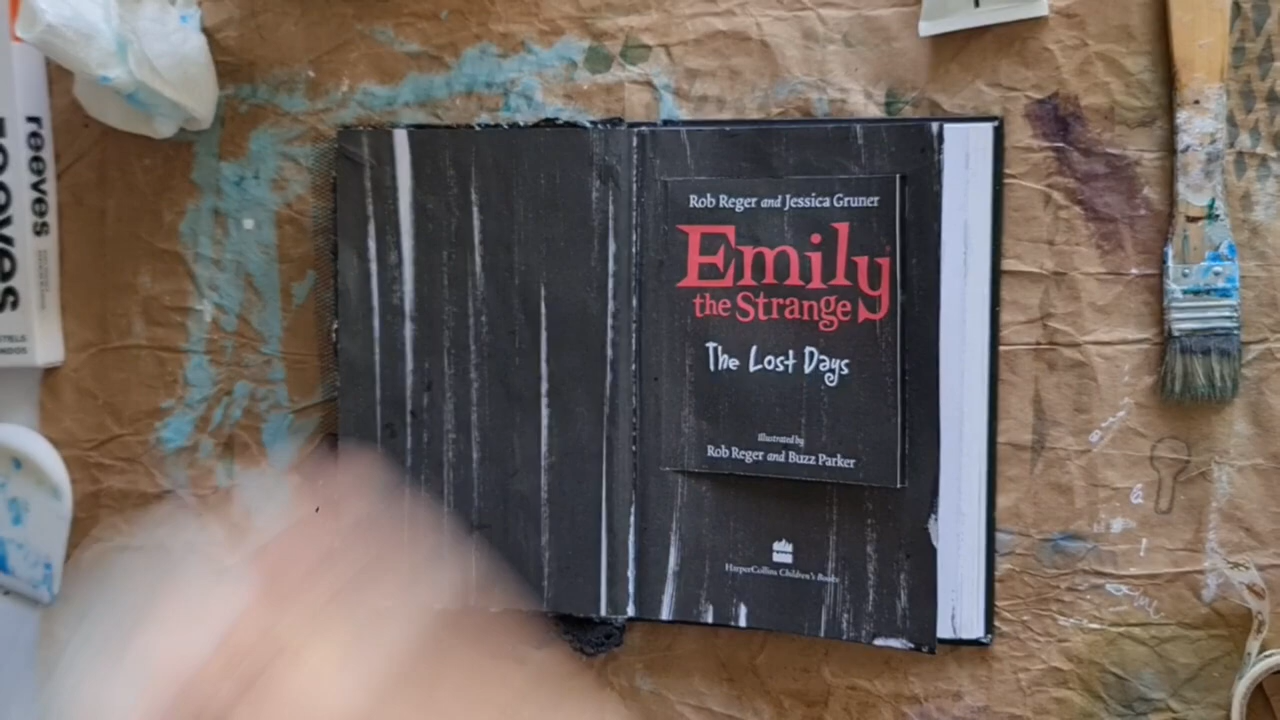 Rob Reger and Jessica Gruner
Emily
the Strange
The Lost Days
Illustrated by
Rob Reger and Buzz Parker
HarperCollins Children's Books
reeves
reeves